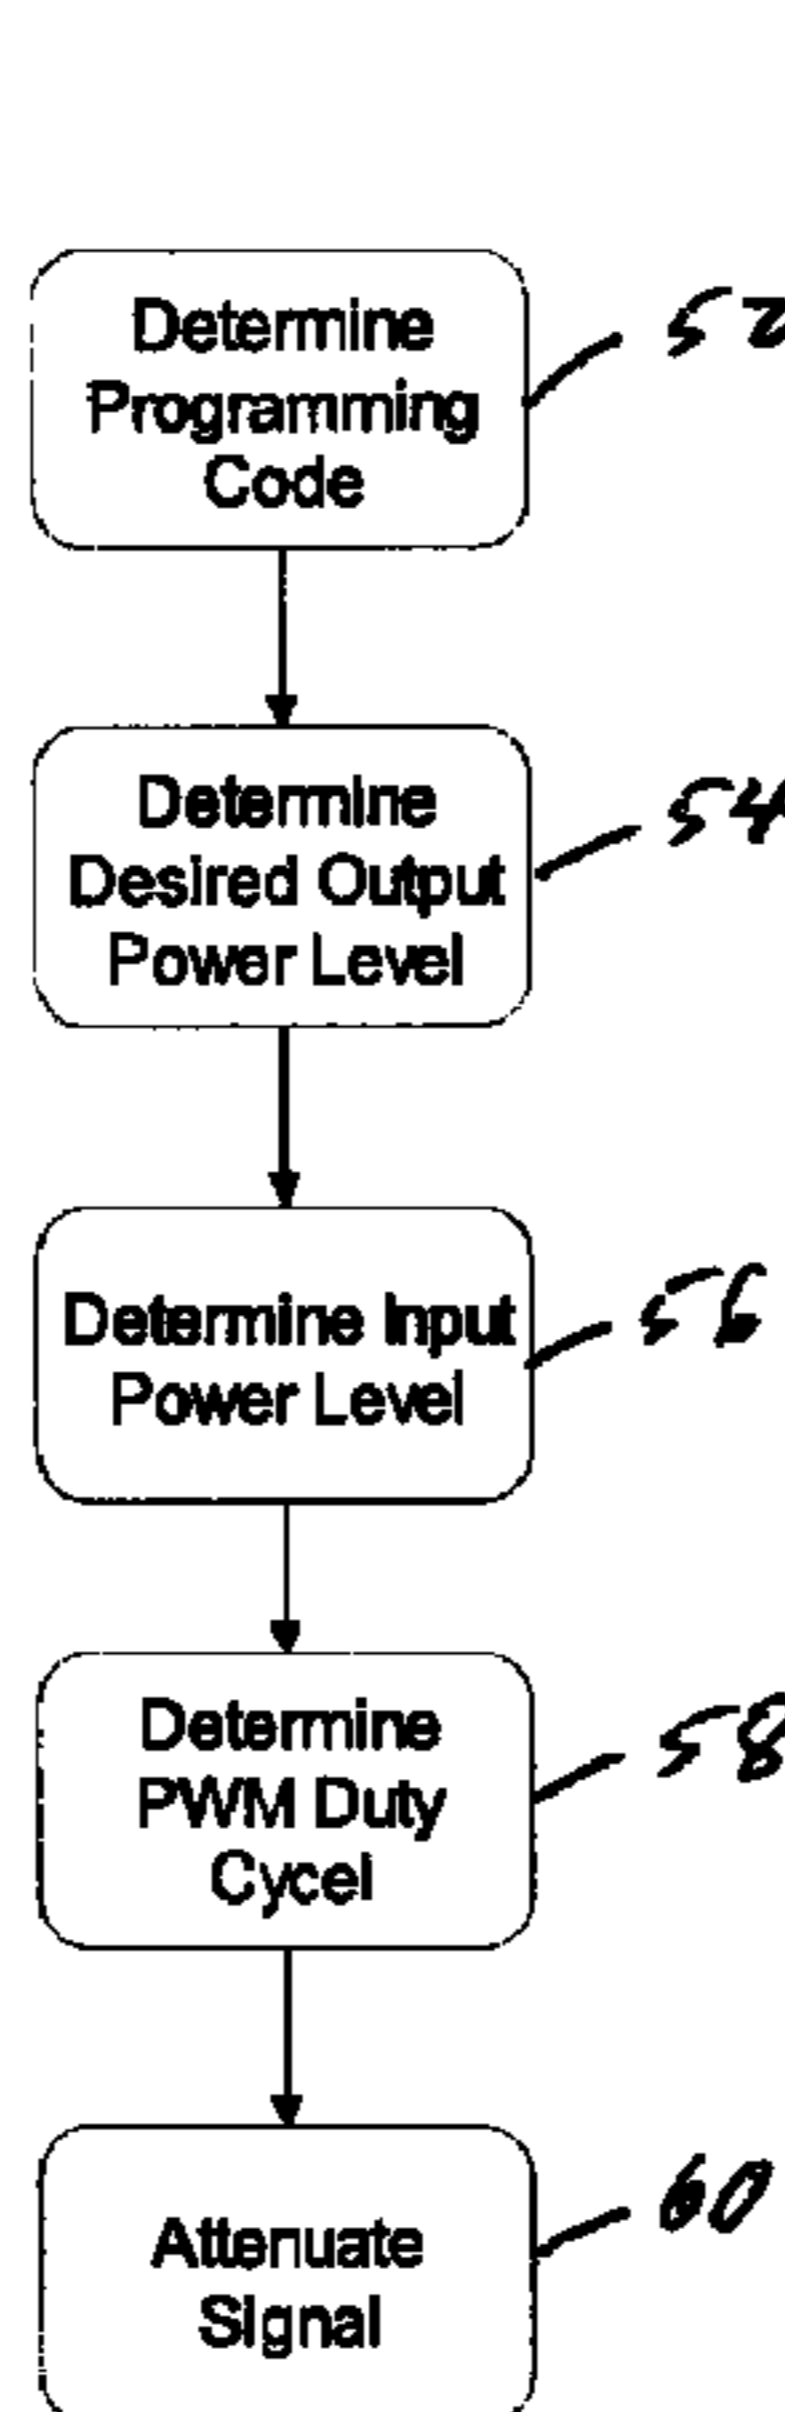 Determine
Programming
Code
52
Determine
Desired Output
Power Level
54
Determine Input
Power Level
56
Determine
PWM Duty
Cycel
58
Attenuate
Signal
60